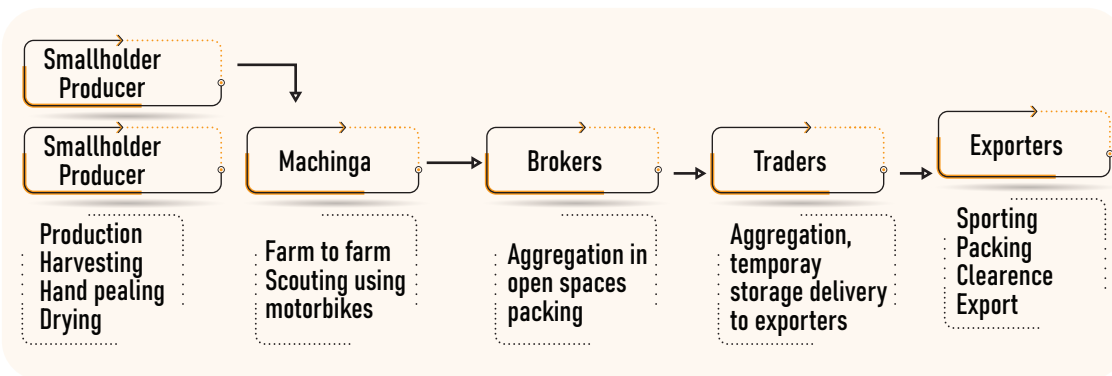 Smallholder
Producer
Smallholder
Producer
Machinga
Brokers
Traders
Exporters
Production
Harvesting
Hand pealing
Drying
Farm to farm
Scouting using
motorbikes
Aggregation in
open spaces
packing
Aggregation,
temporay
storage delivery
to exporters
Sporting
Packing
Clearence
Export